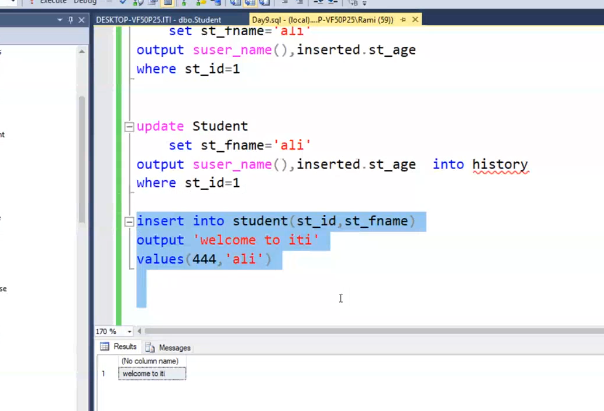 Execute Debug
DESKTOP-VF50P25.ITI - dbo.Student
Day9.sql - (local)....P-VF50P25\Rami (59))
set st_fname='ali'
output suser_name(),inserted.st_age
where st_id=1
update Student
set st_fname='ali'
output suser_name(),inserted.st_age  into history
where st_id=1
insert into student(st_id,st_fname)
output 'welcome to iti'
values(444,'ali')
170 %
Results
Messages
(No column name)
1
welcome to iti